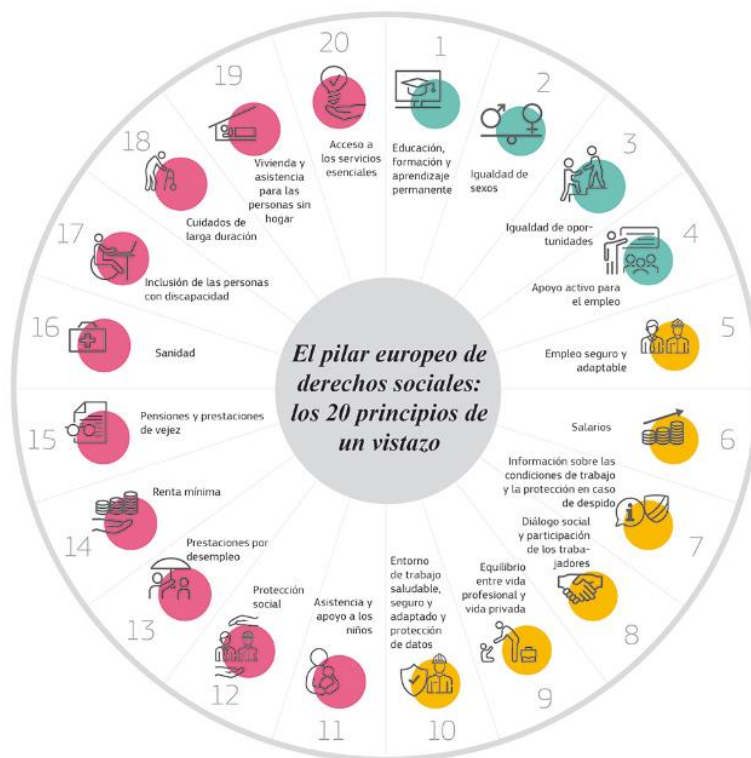 El pilar europeo de
derechos sociales:
los 20 principios de
un vistazo
1
Educación,
formación y
aprendizaje
permanente
2
Igualdad de
sexos
3
Igualdad de opor-
tunidades
4
Apoyo activo para
el empleo
5
Empleo seguro y
adaptable
6
Salarios
7
Información sobre las
condiciones de trabajo
y la protección en caso
de despido
8
Diálogo social
y participación
de los traba-
jadores
9
Equilibrio
entre vida
profesional y
vida privada
10
Entorno
de trabajo
saludable,
seguro y
adaptado y
protección
de datos
11
Asistencia y
apoyo a los
niños
12
Protección
social
13
Prestaciones por
desempleo
14
Renta mínima
15
Pensiones y prestaciones
de vejez
16
Sanidad
17
Inclusión de las personas
con discapacidad
18
Cuidados de
larga duración
19
Vivienda y
asistencia
para las
personas sin
hogar
20
Acceso
a los servicios
esenciales